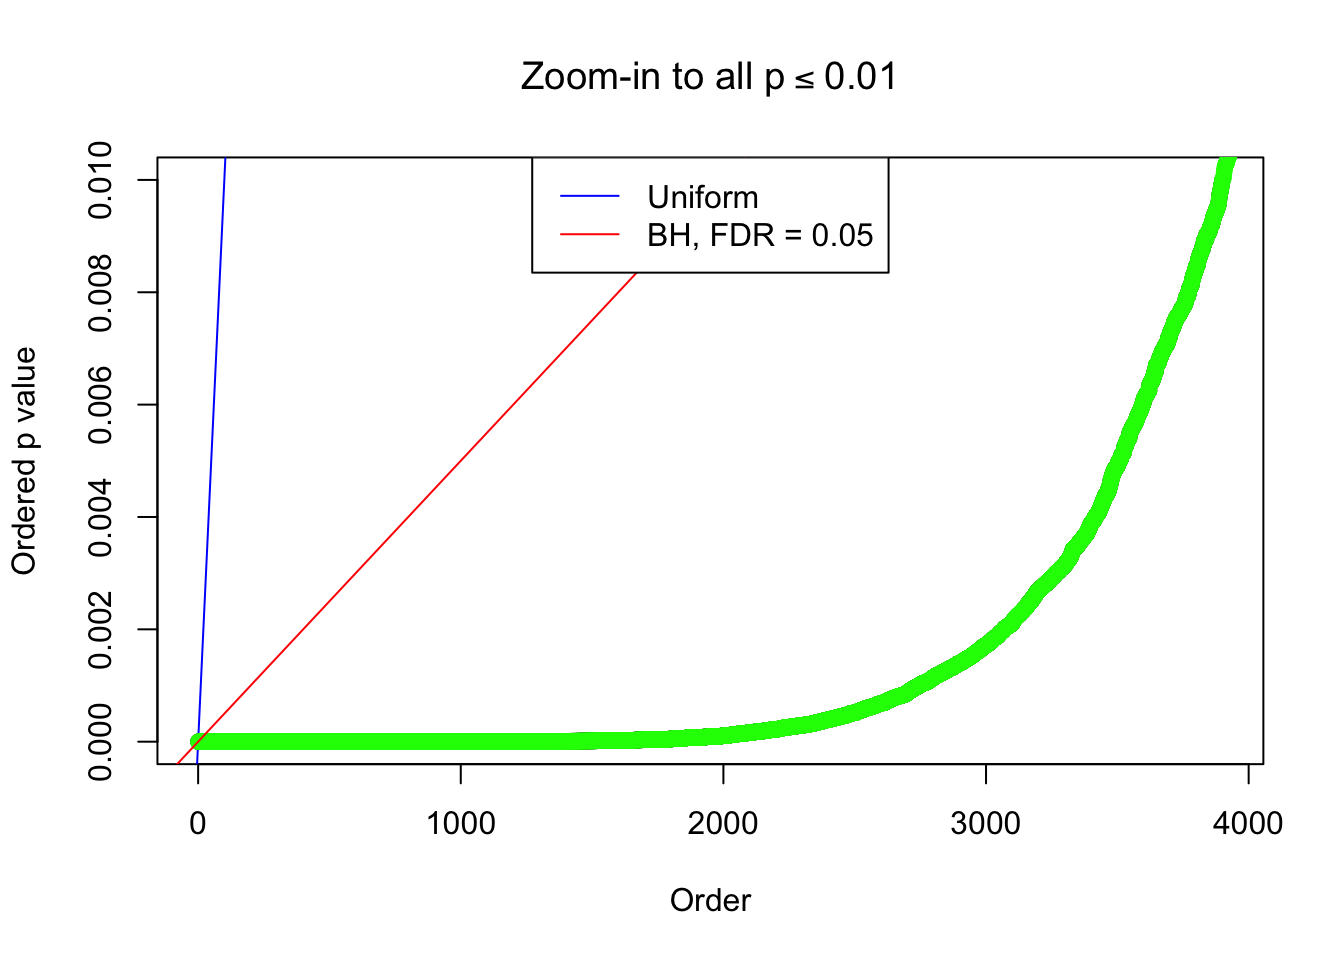 Zoom-in to all p ≤ 0.01
Uniform
BH, FDR = 0.05
Ordered p value
0.010
0.008
0.006
0.004
0.002
0.000
0 1000 2000 3000 4000
Order